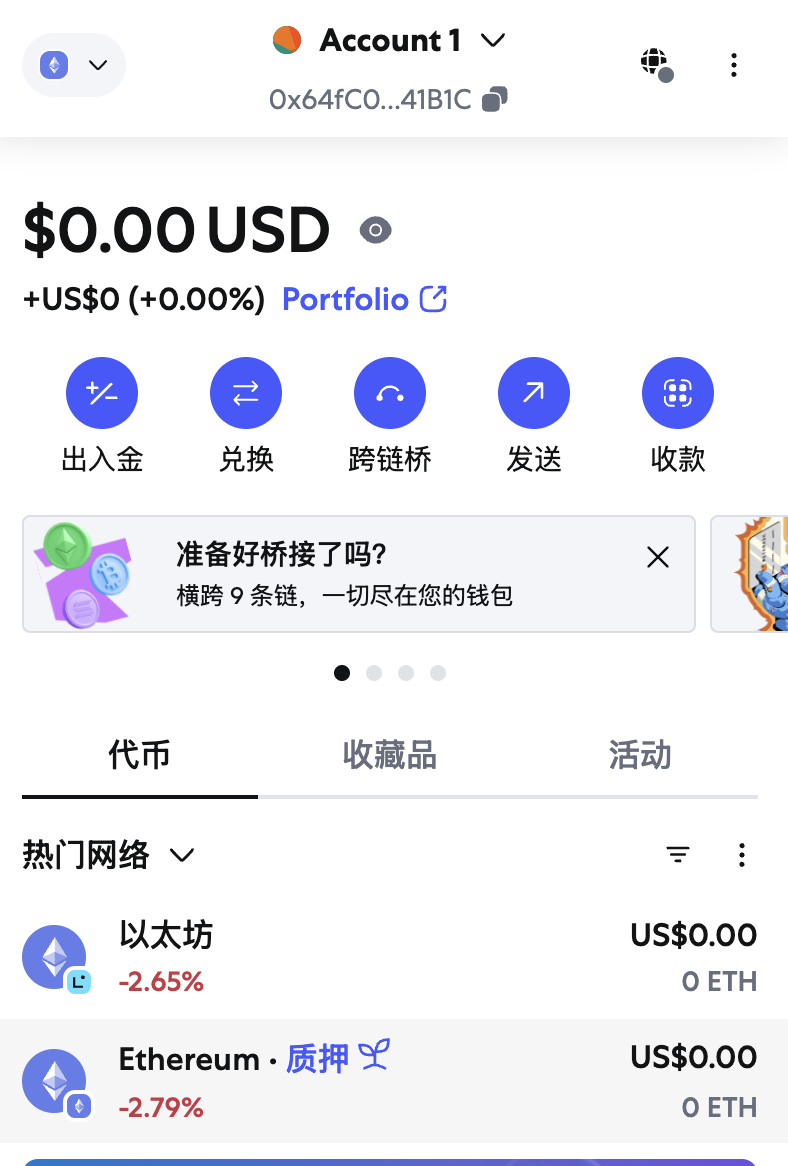 Account 1
0x64fC0...41B1C
$0.00 USD
+US$0 (+0.00%) Portfolio
出入金 兑换 跨链桥 发送 收款
准备好桥接了吗?
横跨 9 条链，一切尽在您的钱包
代币 收藏品 活动
热门网络
以太坊 US$0.00
-2.65% 0 ETH
Ethereum · 质押 US$0.00
-2.79% 0 ETH